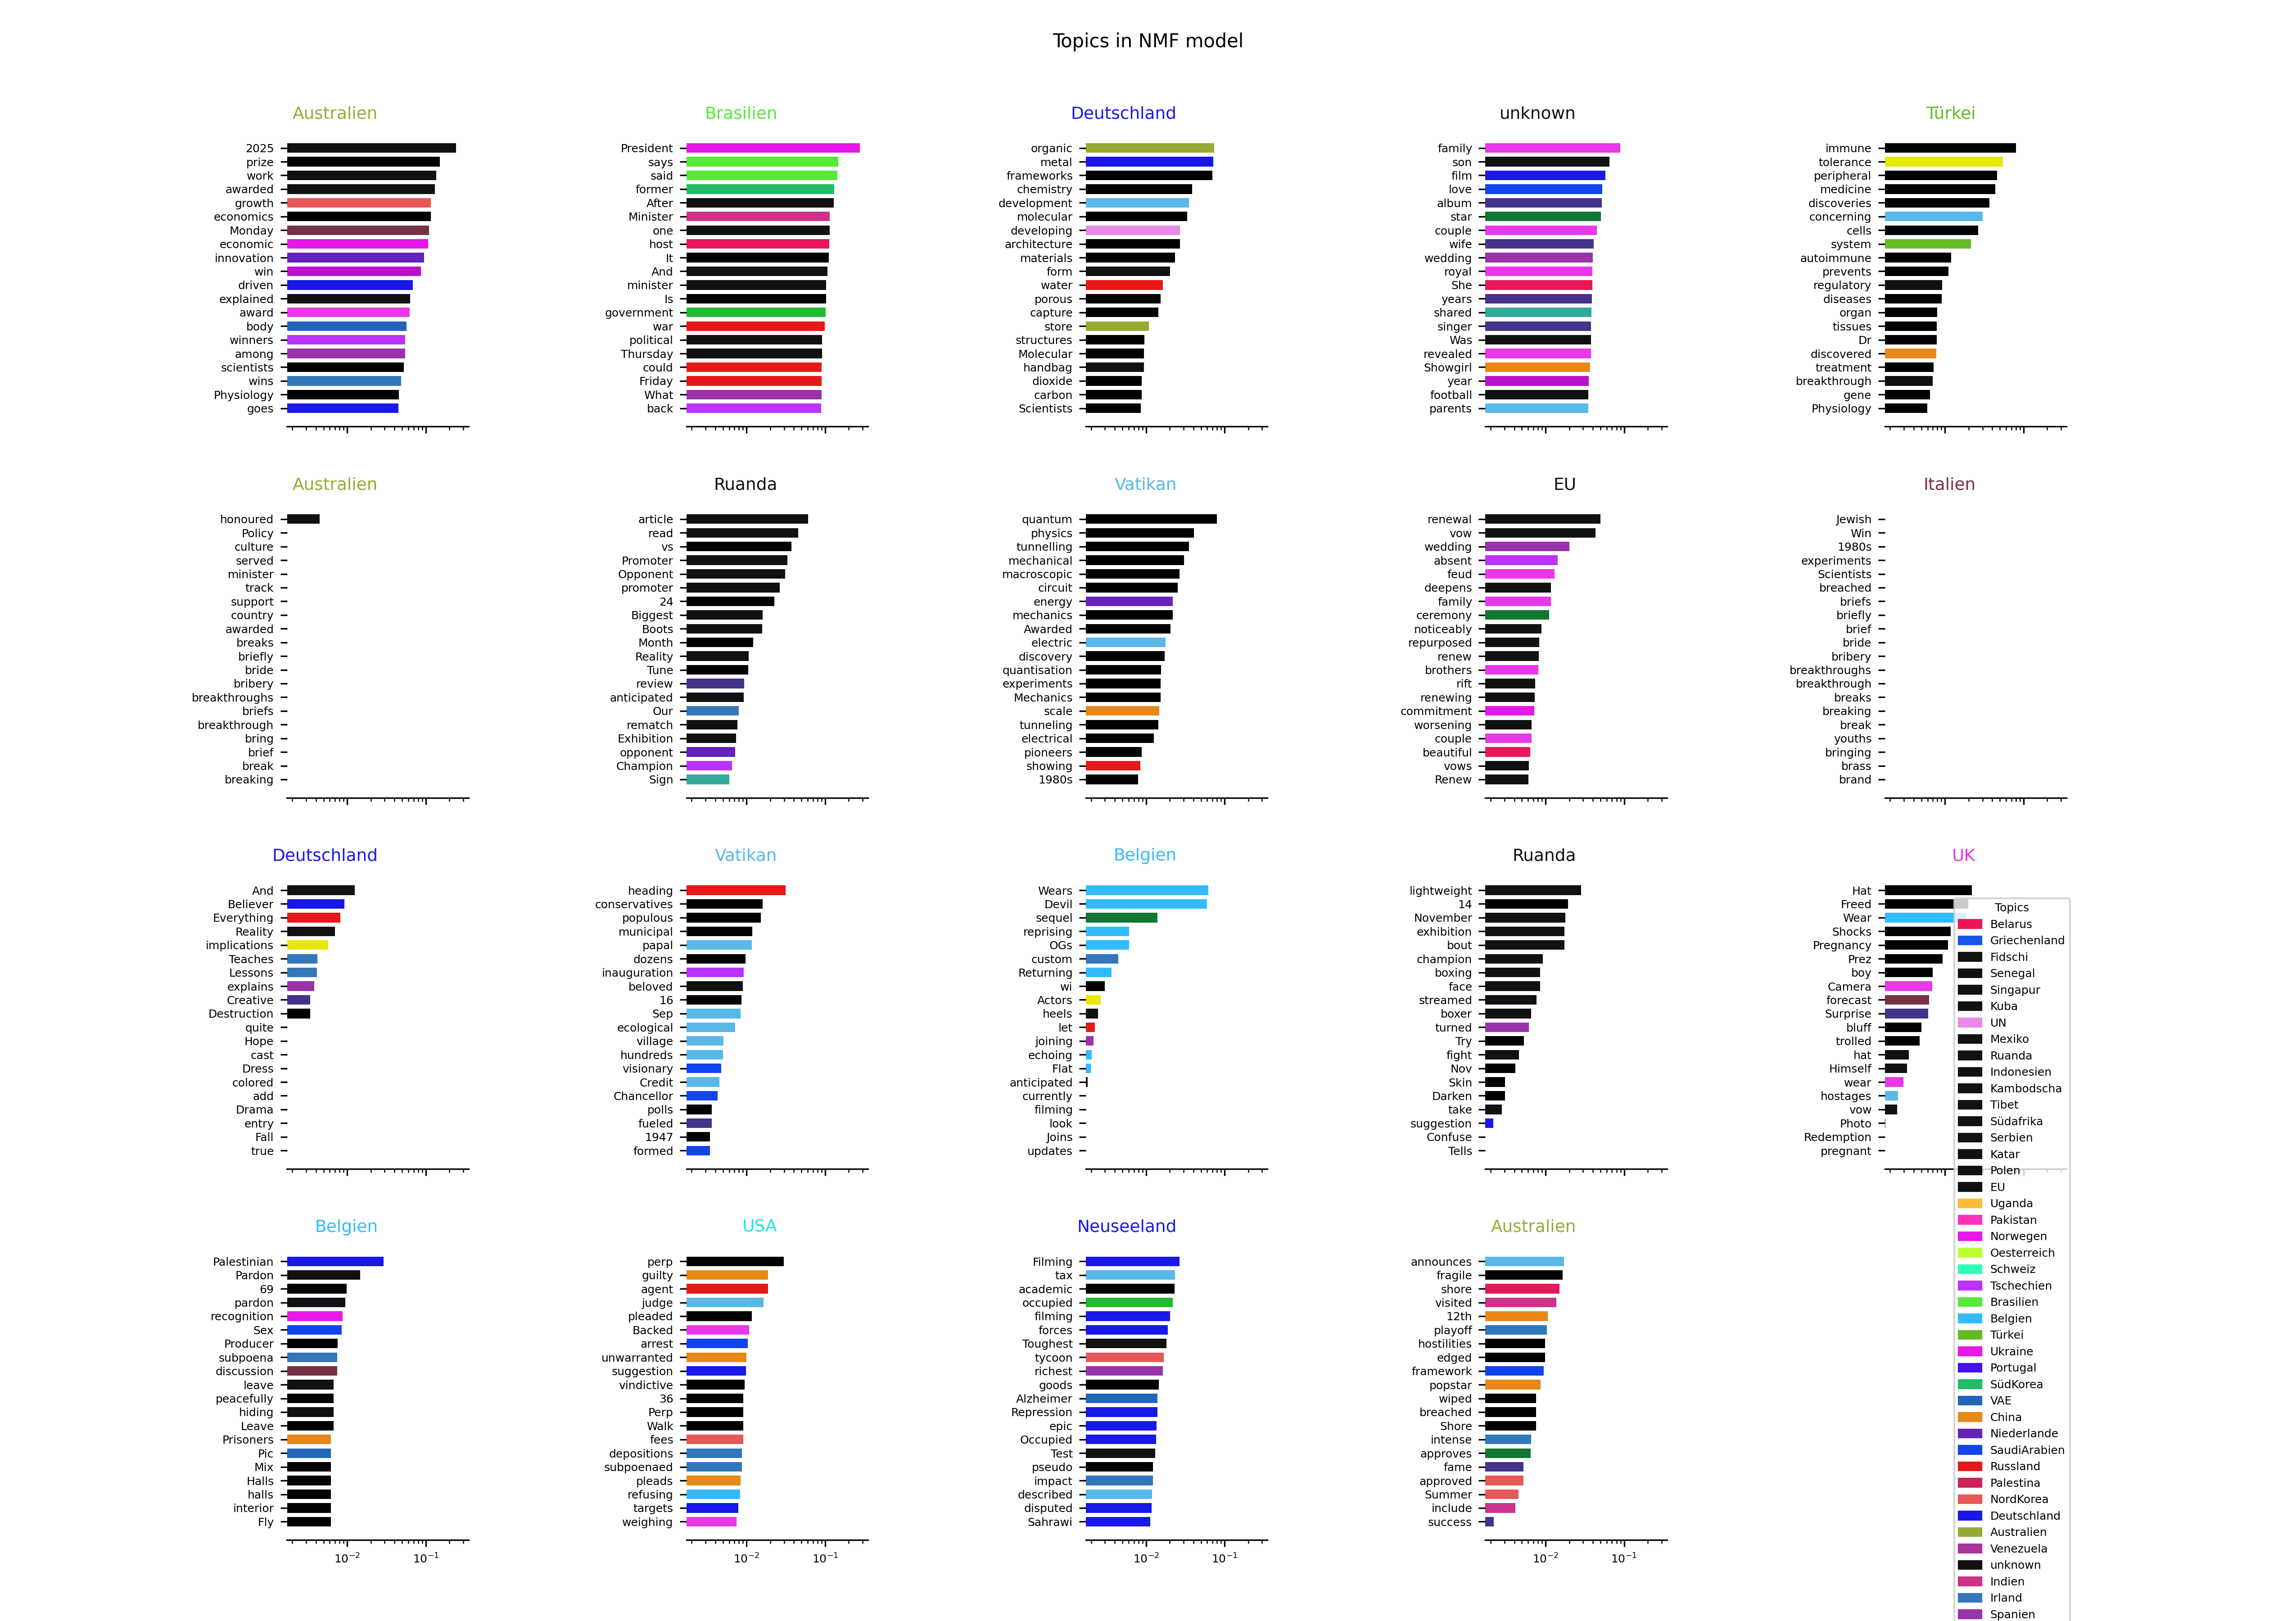 Topics in NMF model
Australien
2025
prize
work
awarded
growth
economics
Monday
economic
innovation
win
driven
explained
award
body
winners
among
scientists
wins
Physiology
goes
Brasilien
President
says
said
former
After
Minister
one
host
It
And
minister
Is
government
war
political
Thursday
could
Friday
What
back
Deutschland
organic
metal
frameworks
chemistry
development
molecular
developing
architecture
materials
form
water
porous
capture
store
structures
Molecular
handbag
dioxide
carbon
Scientists
unknown
family
son
film
love
album
star
couple
wife
wedding
royal
She
years
shared
singer
Was
revealed
Showgirl
year
football
parents
Türkei
immune
tolerance
peripheral
medicine
discoveries
concerning
cells
system
autoimmune
prevents
regulatory
diseases
organ
tissues
Dr
discovered
treatment
breakthrough
gene
Physiology
Australien
honoured
Policy
culture
served
minister
track
support
country
awarded
breaks
briefly
bride
bribery
breakthroughs
briefs
breakthrough
bring
brief
break
breaking
Ruanda
article
read
vs
Promoter
Opponent
promoter
24
Biggest
Boots
Month
Reality
Tune
review
anticipated
Our
rematch
Exhibition
opponent
Champion
Sign
Vatikan
quantum
physics
tunnelling
mechanical
macroscopic
circuit
energy
mechanics
Awarded
electric
discovery
quantisation
experiments
Mechanics
scale
tunneling
electrical
pioneers
showing
1980s
EU
renewal
vow
wedding
absent
feud
deepens
family
ceremony
noticeably
repurposed
renew
brothers
rift
renewing
commitment
worsening
couple
beautiful
vows
Renew
Italien
Jewish
Win
1980s
experiments
Scientists
breached
briefs
briefly
brief
bride
bribery
breakthroughs
breakthrough
breaks
breaking
break
youths
bringing
brass
brand
Deutschland
And
Believer
Everything
Reality
implications
Teaches
Lessons
explains
Creative
Destruction
quite
Hope
cast
Dress
colored
add
Drama
entry
Fall
true
Vatikan
heading
conservatives
populous
municipal
papal
dozens
inauguration
beloved
16
Sep
ecological
village
hundreds
visionary
Credit
Chancellor
polls
fueled
1947
formed
Belgien
Wears
Devil
sequel
reprising
OGs
custom
Returning
wi
Actors
heels
let
joining
echoing
Flat
anticipated
currently
filming
look
Joins
updates
Ruanda
lightweight
14
November
exhibition
bout
champion
boxing
face
streamed
boxer
turned
Try
fight
Nov
Skin
Darken
take
suggestion
Confuse
Tells
UK
Hat
Freed
Wear
Shocks
Pregnancy
Prez
boy
Camera
forecast
Surprise
bluff
trolled
hat
Himself
wear
hostages
vow
Photo
Redemption
pregnant
Belgien
Palestinian
Pardon
69
pardon
recognition
Sex
Producer
subpoena
discussion
leave
peacefully
hiding
Leave
Prisoners
Pic
Mix
Halls
halls
interior
Fly
10⁻² 10⁻¹
USA
perp
guilty
agent
judge
pleaded
Backed
arrest
unwarranted
suggestion
vindictive
36
Perp
Walk
fees
depositions
subpoenaed
pleads
refusing
targets
weighing
10⁻² 10⁻¹
Neuseeland
Filming
tax
academic
occupied
filming
forces
Toughest
tycoon
richest
goods
Alzheimer
Repression
epic
Occupied
Test
pseudo
impact
described
disputed
Sahrawi
10⁻² 10⁻¹
Australien
announces
fragile
shore
visited
12th
playoff
hostilities
edged
framework
popstar
wiped
breached
Shore
intense
approves
fame
approved
Summer
include
success
10⁻² 10⁻¹
Topics
Belarus
Griechenland
Fidschi
Senegal
Singapur
Kuba
UN
Mexiko
Ruanda
Indonesien
Kambodscha
Tibet
Südafrika
Serbien
Katar
Polen
EU
Uganda
Pakistan
Norwegen
Oesterreich
Schweiz
Tschechien
Brasilien
Belgien
Türkei
Ukraine
Portugal
SüdKorea
VAE
China
Niederlande
SaudiArabien
Russland
Palestina
NordKorea
Deutschland
Australien
Venezuela
unknown
Indien
Irland
Spanien